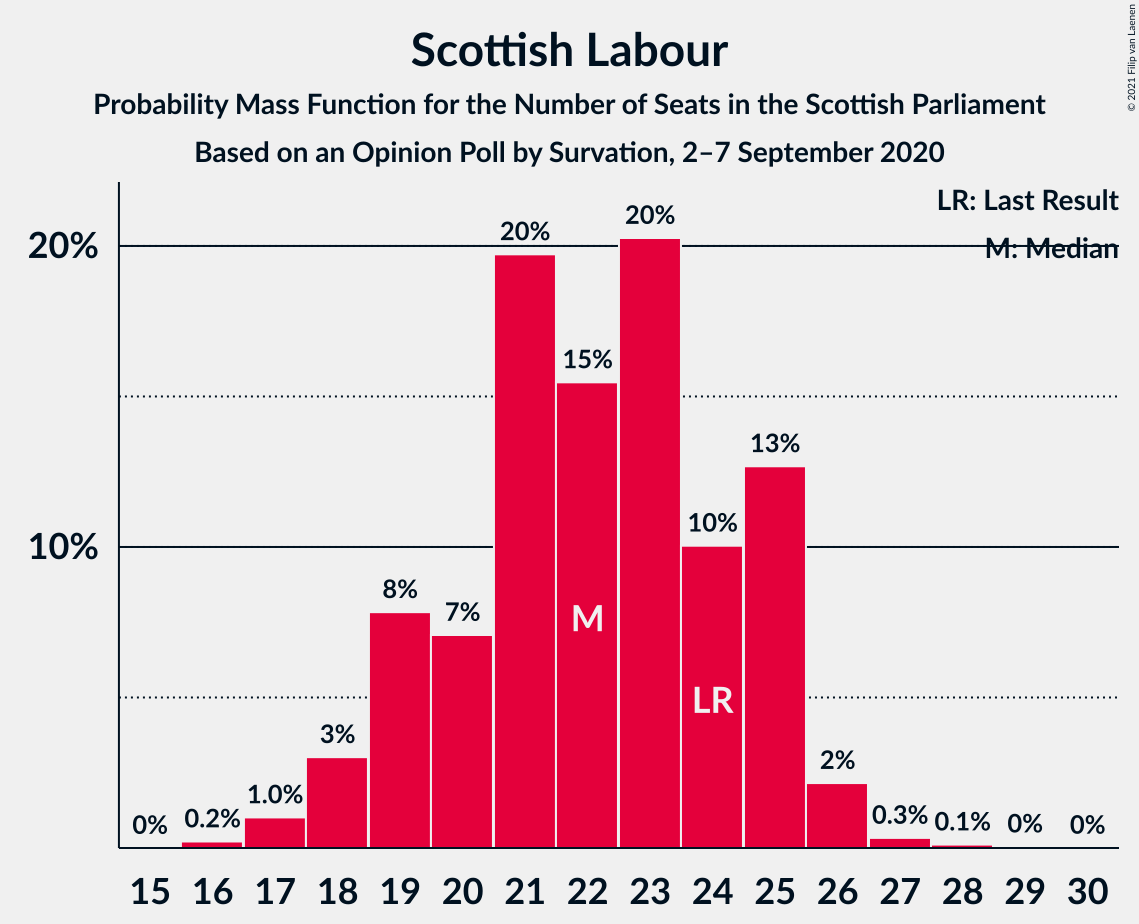 Scottish Labour
Probability Mass Function for the Number of Seats in the Scottish Parliament
Based on an Opinion Poll by Survation, 2–7 September 2020
© 2021 Filip van Laenen
LR: Last Result
M: Median
20%
10%
0%
0.2%
1.0%
3%
8%
7%
20%
15%
20%
10%
13%
2%
0.3%
0.1%
0%
0%
M
LR
15 16 17 18 19 20 21 22 23 24 25 26 27 28 29 30